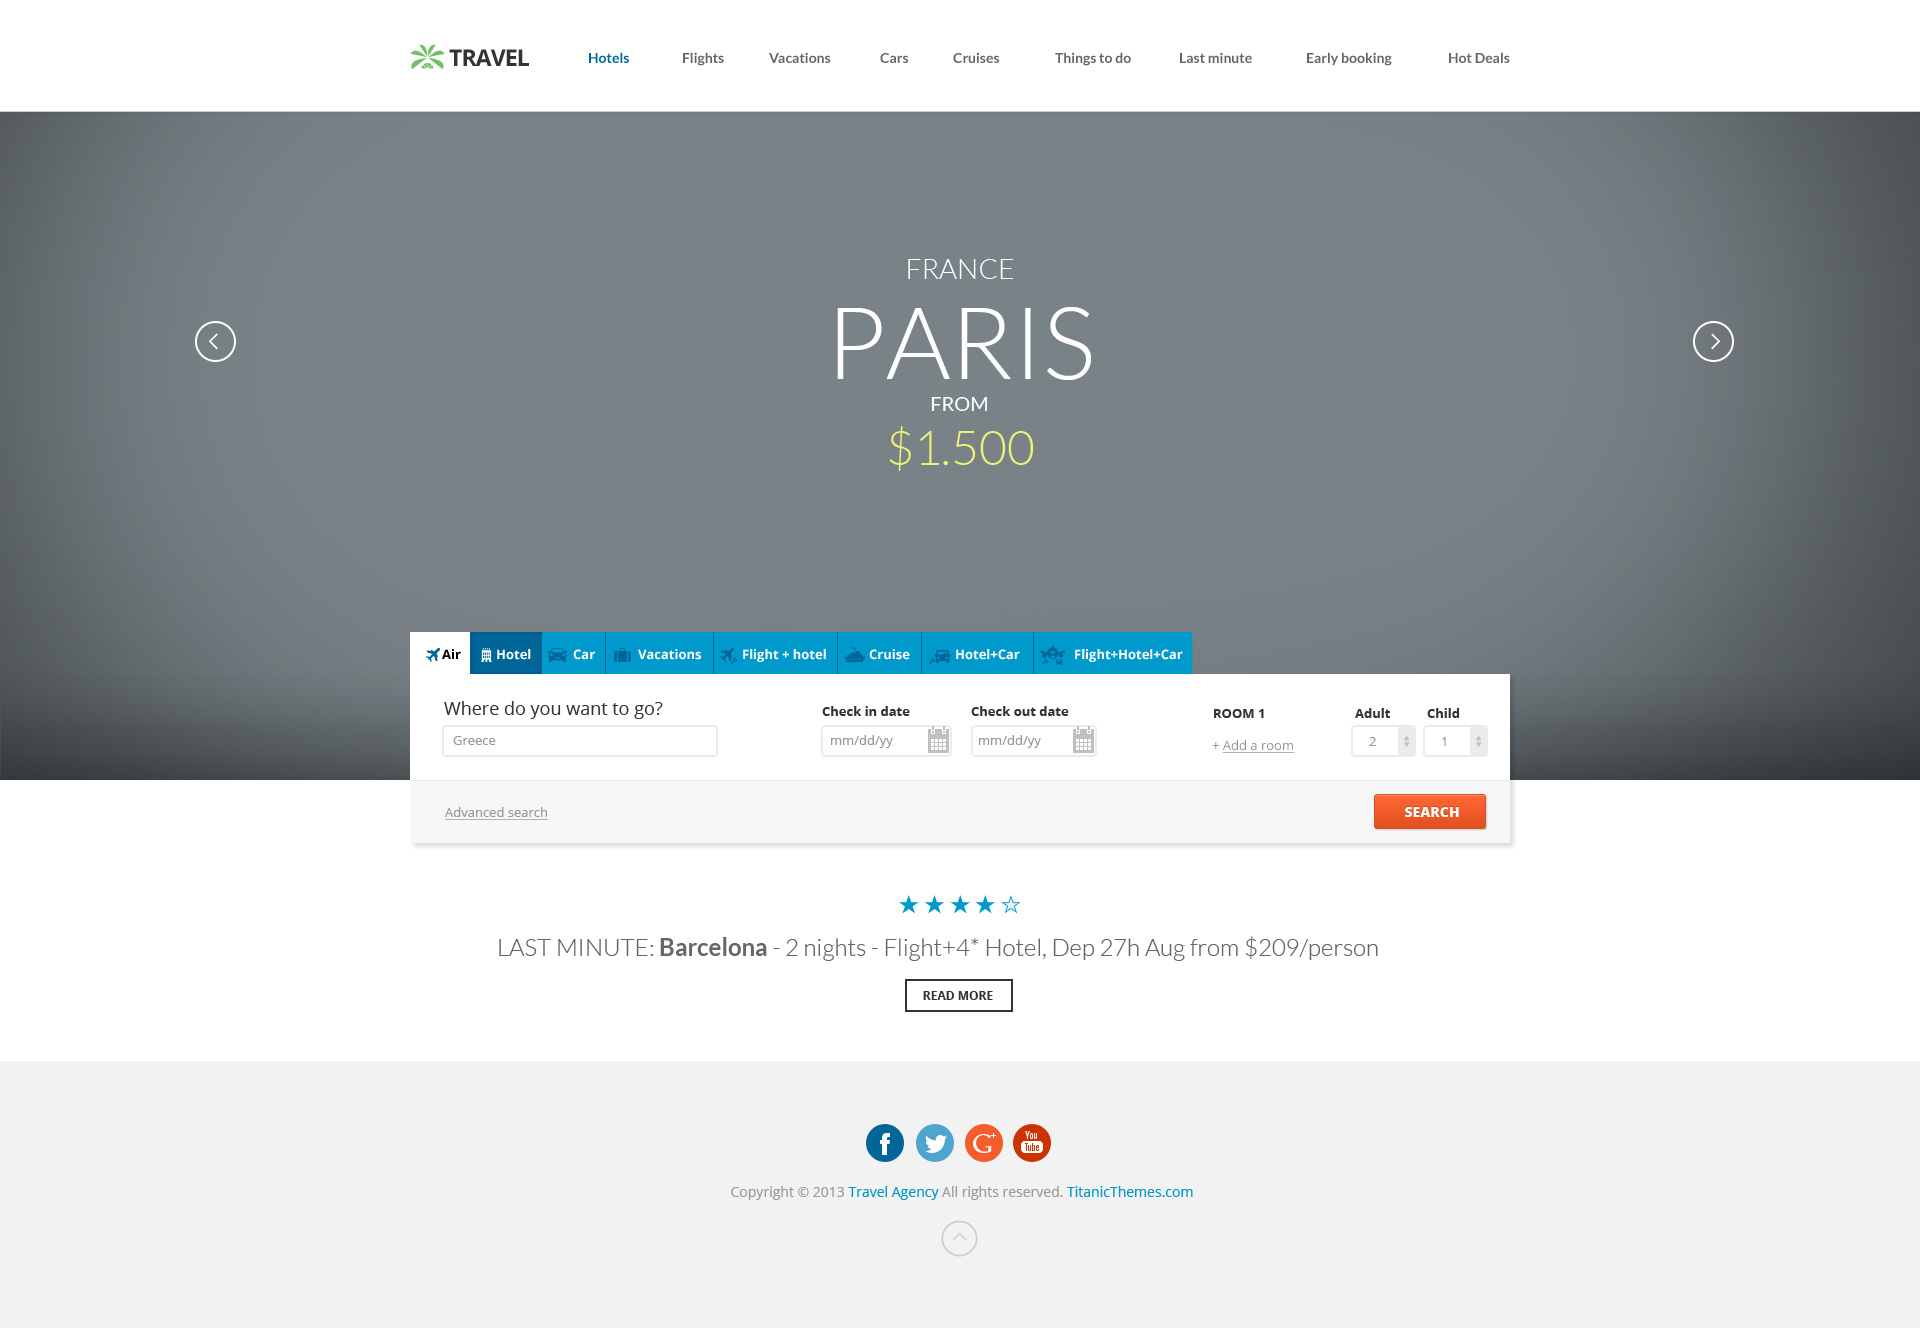 TRAVEL Hotels Flights Vacations Cars Cruises Things to do Last minute Early booking Hot Deals
FRANCE
PARIS
FROM
$1.500
Air Hotel Car Vacations Flight + hotel Cruise Hotel+Car Flight+Hotel+Car
Where do you want to go? Check in date Check out date ROOM 1 Adult Child
Greece mm/dd/yy mm/dd/yy + Add a room 2 1
Advanced search SEARCH
LAST MINUTE: Barcelona - 2 nights - Flight+4* Hotel, Dep 27h Aug from $209/person
READ MORE
f G+ You Tube
Copyright © 2013 Travel Agency All rights reserved. TitanicThemes.com